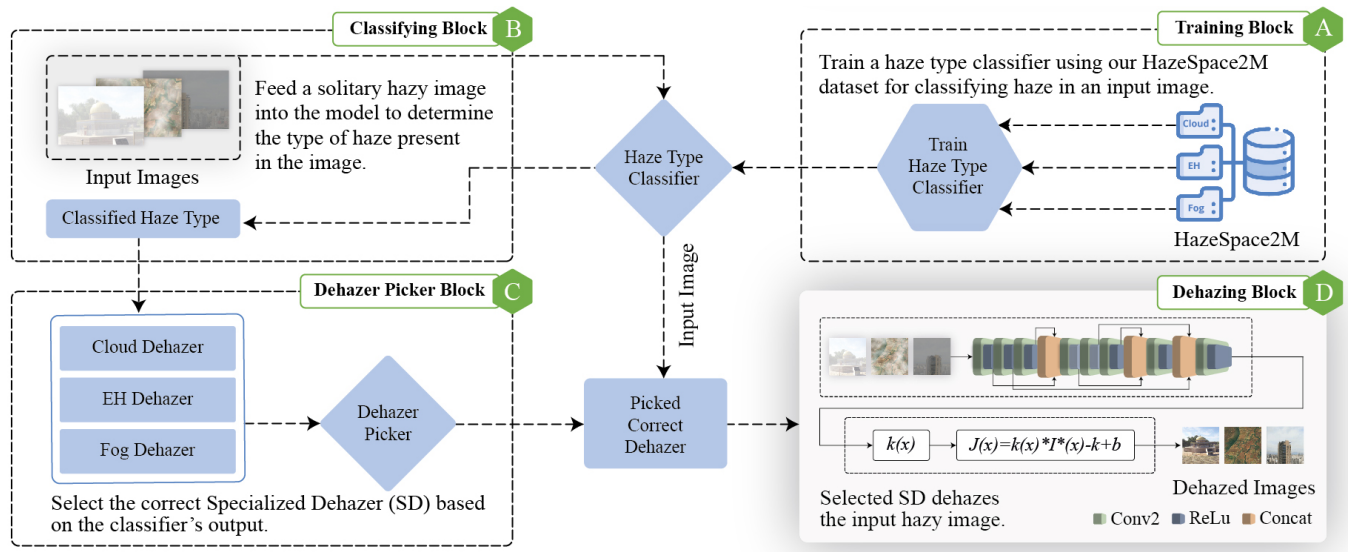 Classifying Block
B
Feed a solitary hazy image
into the model to determine
the type of haze present
in the image.
Input Images
Classified Haze Type
Haze Type
Classifier
Training Block
A
Train a haze type classifier using our HazeSpace2M
dataset for classifying haze in an input image.
Train
Haze Type
Classifier
Cloud
EH
Fog
HazeSpace2M
Input Image
Dehazer Picker Block
C
Cloud Dehazer
EH Dehazer
Fog Dehazer
Dehazer
Picker
Select the correct Specialized Dehazer (SD) based
on the classifier's output.
Picked
Correct
Dehazer
Dehazing Block
D
k(x)
J(x)=k(x)*I*(x)-k+b
Dehazed Images
Selected SD dehazes
the input hazy image.
Conv2
ReLu
Concat